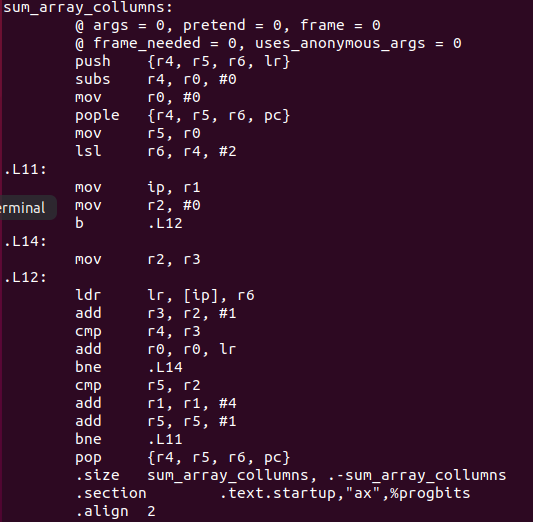 sum_array_collumns:
@ args = 0, pretend = 0, frame = 0
@ frame_needed = 0, uses_anonymous_args = 0
push {r4, r5, r6, lr}
subs r4, r0, #0
mov r0, #0
pople {r4, r5, r6, pc}
mov r5, r0
lsl r6, r4, #2
.L11:
mov ip, r1
erminal mov r2, #0
b .L12
.L14:
mov r2, r3
.L12:
ldr lr, [ip], r6
add r3, r2, #1
cmp r4, r3
add r0, r0, lr
bne .L14
cmp r5, r2
add r1, r1, #4
add r5, r5, #1
bne .L11
pop {r4, r5, r6, pc}
.size sum_array_collumns, .-sum_array_collumns
.section .text.startup,"ax",%progbits
.align 2